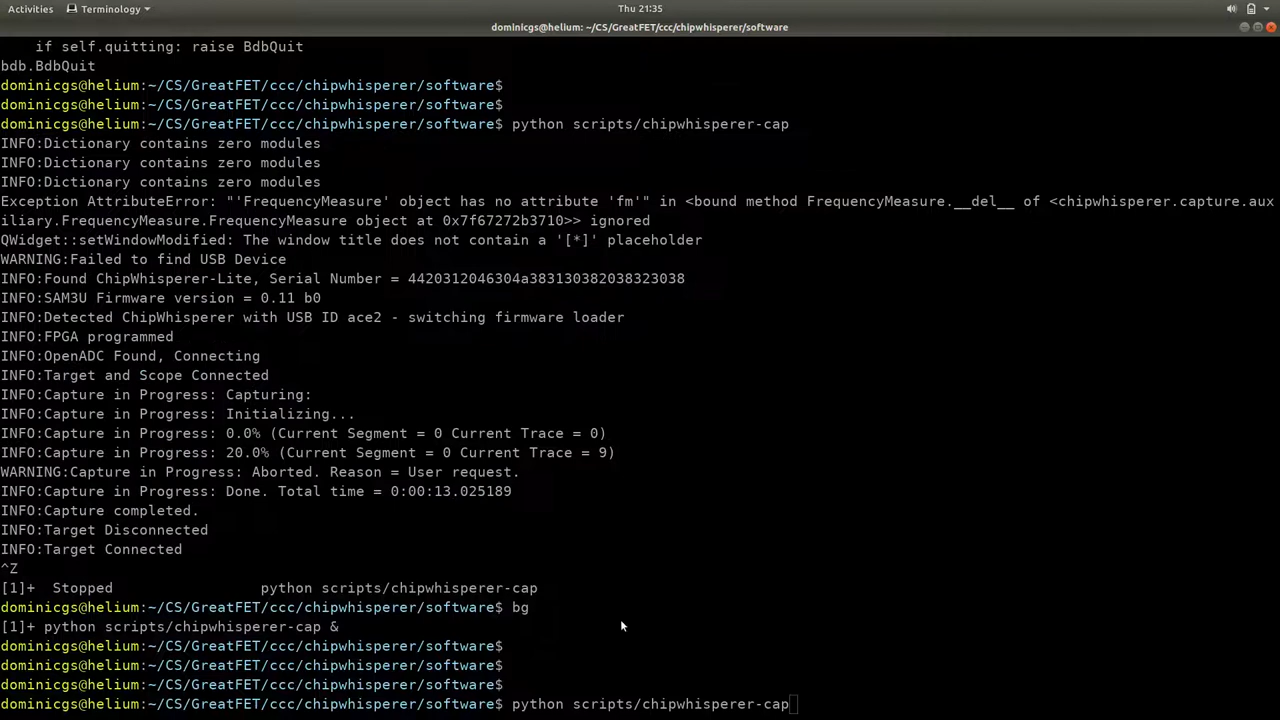 Activities Terminology Thu 21:35
dominicgs@helium: ~/CS/GreatFET/ccc/chipwhisperer/software
if self.quitting: raise BdbQuit
bdb.BdbQuit
dominicgs@helium:~/CS/GreatFET/ccc/chipwhisperer/software$
dominicgs@helium:~/CS/GreatFET/ccc/chipwhisperer/software$
dominicgs@helium:~/CS/GreatFET/ccc/chipwhisperer/software$ python scripts/chipwhisperer-cap
INFO:Dictionary contains zero modules
INFO:Dictionary contains zero modules
INFO:Dictionary contains zero modules
Exception AttributeError: "'FrequencyMeasure' object has no attribute 'fm'" in <bound method FrequencyMeasure.__del__ of <chipwhisperer.capture.aux
iliary.FrequencyMeasure.FrequencyMeasure object at 0x7f67272b3710>> ignored
QWidget::setWindowModified: The window title does not contain a '[*]' placeholder
WARNING:Failed to find USB Device
INFO:Found ChipWhisperer-Lite, Serial Number = 4420312046304a383130382038323038
INFO:SAM3U Firmware version = 0.11 b0
INFO:Detected ChipWhisperer with USB ID ace2 - switching firmware loader
INFO:FPGA programmed
INFO:OpenADC Found, Connecting
INFO:Target and Scope Connected
INFO:Capture in Progress: Capturing:
INFO:Capture in Progress: Initializing...
INFO:Capture in Progress: 0.0% (Current Segment = 0 Current Trace = 0)
INFO:Capture in Progress: 20.0% (Current Segment = 0 Current Trace = 9)
WARNING:Capture in Progress: Aborted. Reason = User request.
INFO:Capture in Progress: Done. Total time = 0:00:13.025189
INFO:Capture completed.
INFO:Target Disconnected
INFO:Target Connected
^Z
[1]+  Stopped                 python scripts/chipwhisperer-cap
dominicgs@helium:~/CS/GreatFET/ccc/chipwhisperer/software$ bg
[1]+ python scripts/chipwhisperer-cap &
dominicgs@helium:~/CS/GreatFET/ccc/chipwhisperer/software$
dominicgs@helium:~/CS/GreatFET/ccc/chipwhisperer/software$
dominicgs@helium:~/CS/GreatFET/ccc/chipwhisperer/software$
dominicgs@helium:~/CS/GreatFET/ccc/chipwhisperer/software$ python scripts/chipwhisperer-cap